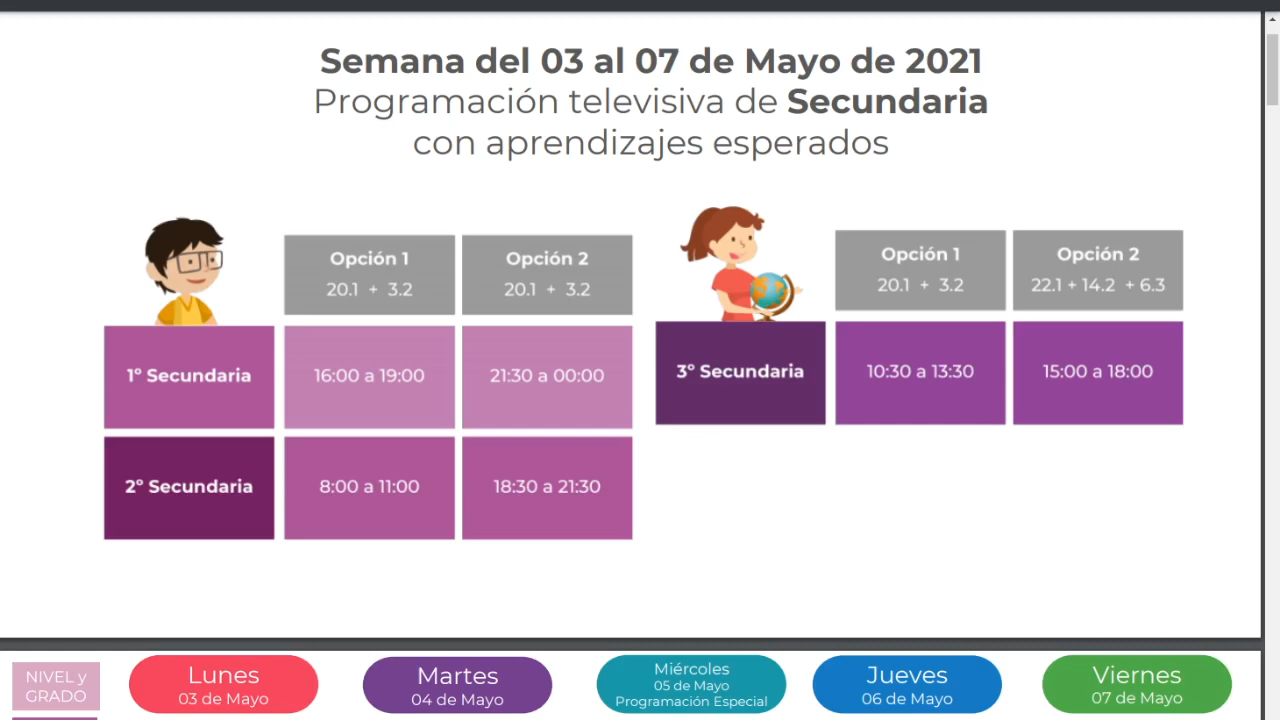 Semana del 03 al 07 de Mayo de 2021
Programación televisiva de Secundaria
con aprendizajes esperados
Opción 1
20.1 + 3.2
Opción 2
20.1 + 3.2
1º Secundaria
16:00 a 19:00
21:30 a 00:00
2º Secundaria
8:00 a 11:00
18:30 a 21:30
Opción 1
20.1 + 3.2
Opción 2
22.1 + 14.2 + 6.3
3º Secundaria
10:30 a 13:30
15:00 a 18:00
NIVEL y
GRADO
Lunes
03 de Mayo
Martes
04 de Mayo
Miércoles
05 de Mayo
Programación Especial
Jueves
06 de Mayo
Viernes
07 de Mayo